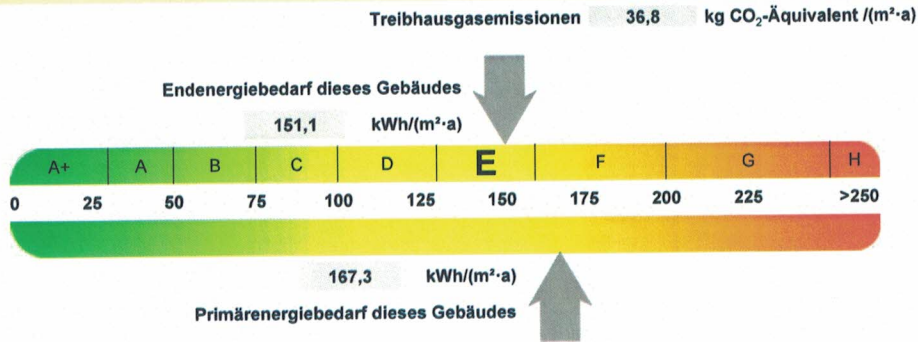 Treibhausgasemissionen 36,8 kg CO₂-Äquivalent /(m²·a)
Endenergiebedarf dieses Gebäudes
151,1 kWh/(m²·a)
A+ A B C D E F G H
0 25 50 75 100 125 150 175 200 225 >250
167,3 kWh/(m²·a)
Primärenergiebedarf dieses Gebäudes